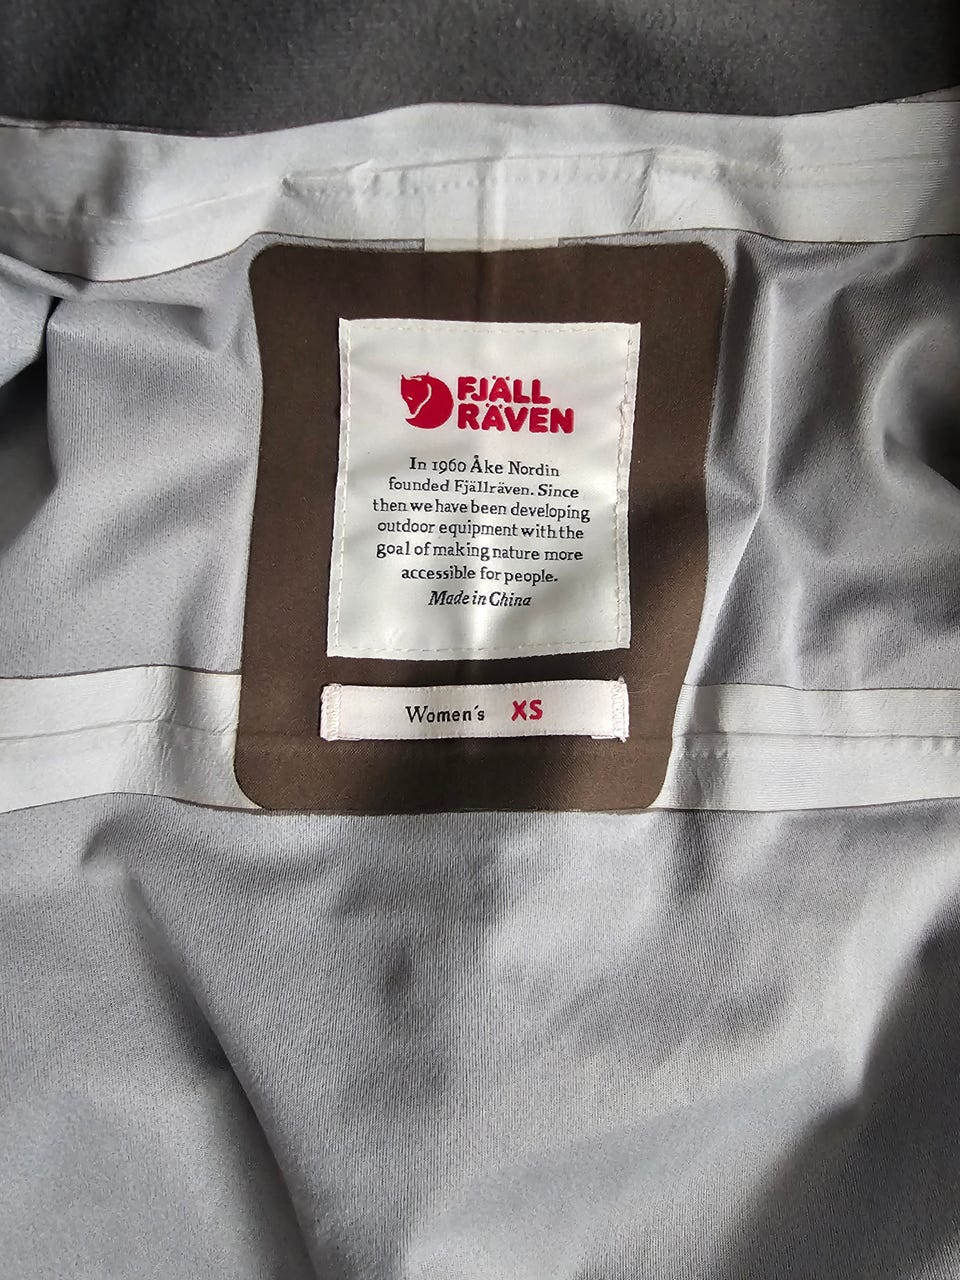 FJÄLL
RÄVEN
In 1960 Åke Nordin
founded Fjällräven. Since
then we have been developing
outdoor equipment with the
goal of making nature more
accessible for people.
Made in China
Women's XS